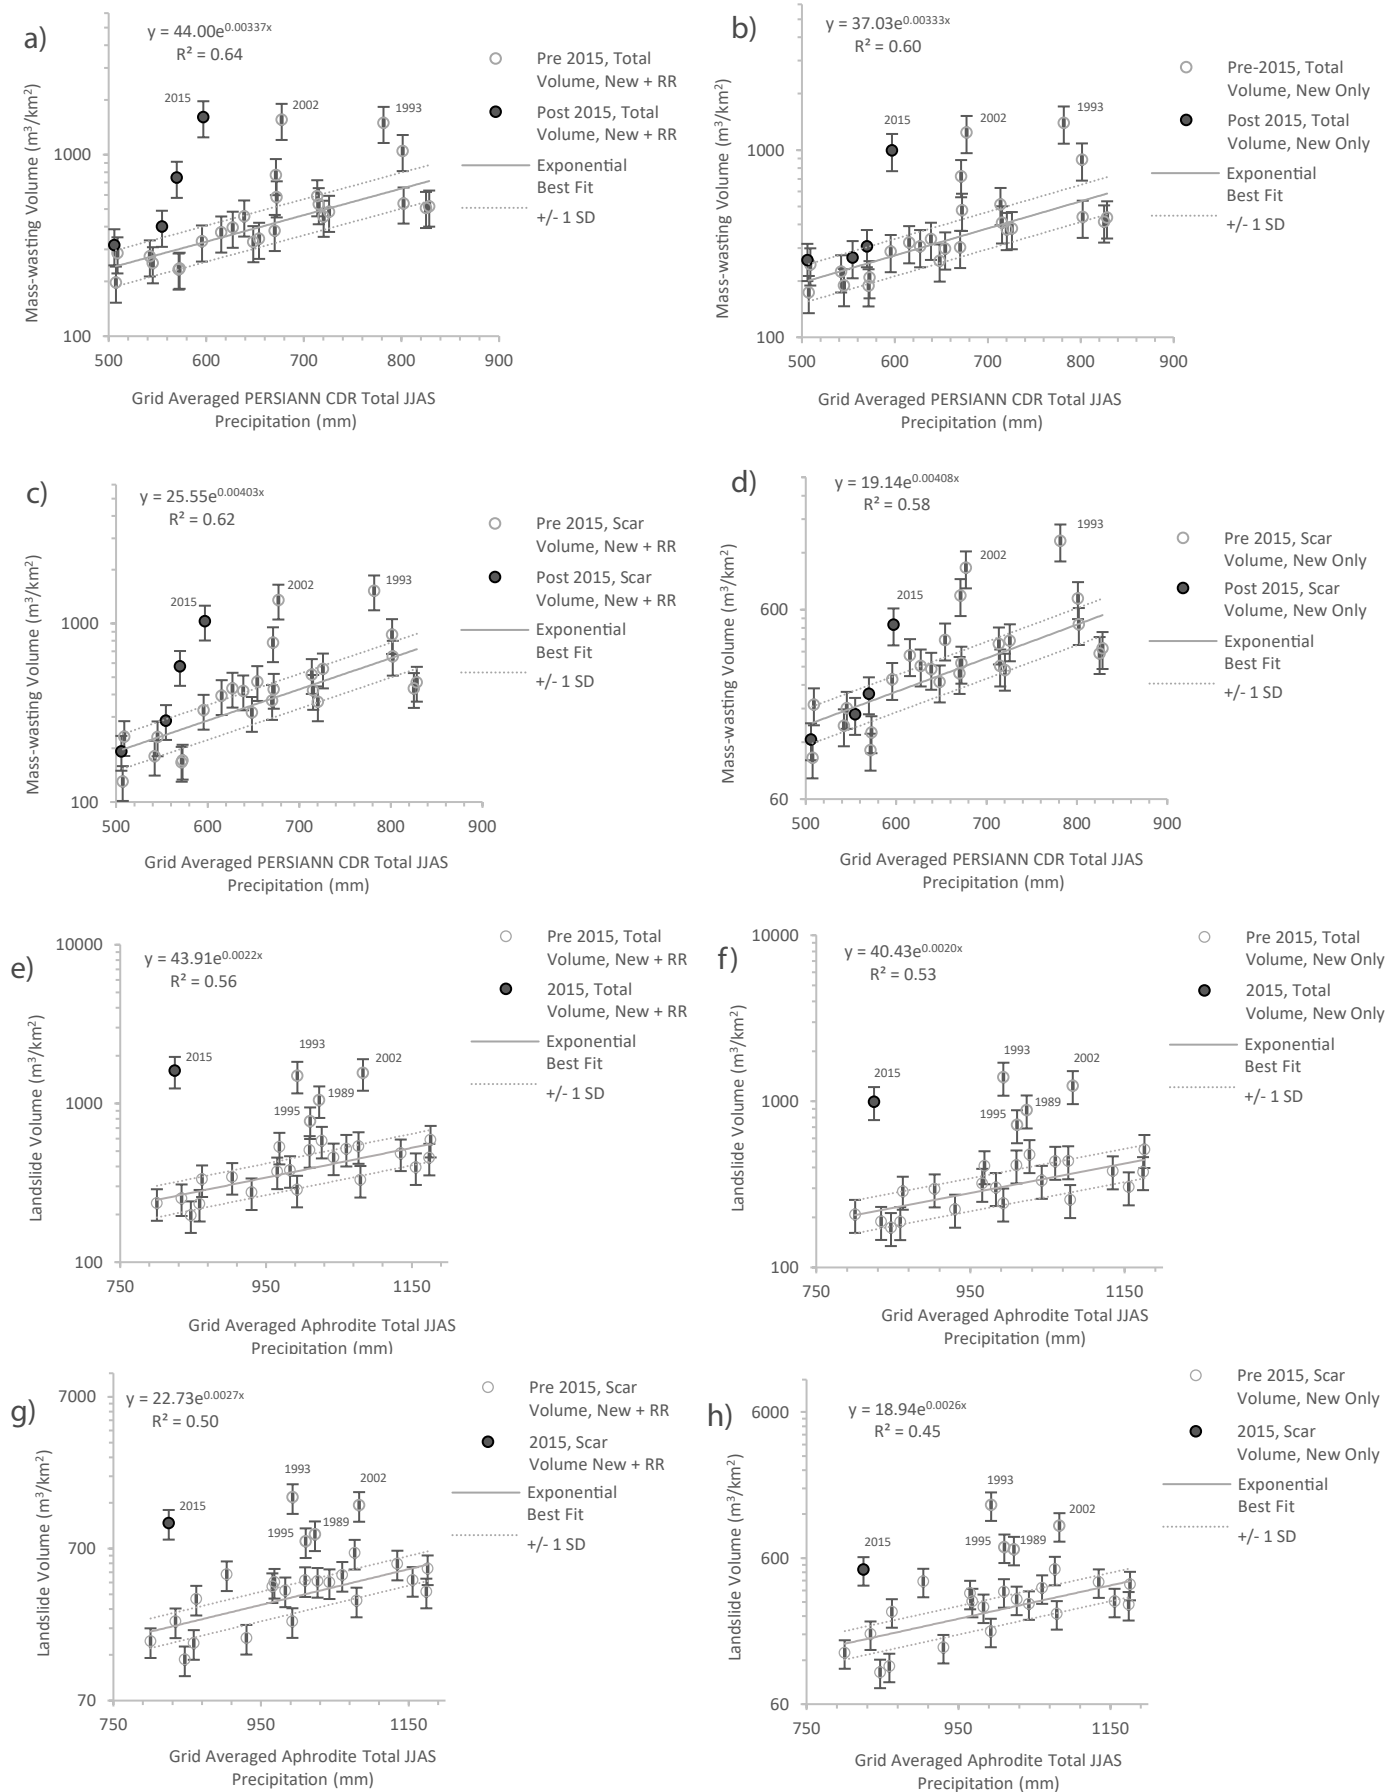 a)
y = 44.00e^0.00337x
R² = 0.64
Mass-wasting Volume (m³/km²)
1000
100
2015
2002
1993
500 600 700 800 900
Grid Averaged PERSIANN CDR Total JJAS
Precipitation (mm)
Pre 2015, Total
Volume, New + RR
Post 2015, Total
Volume, New + RR
Exponential
Best Fit
+/- 1 SD
b)
y = 37.03e^0.00333x
R² = 0.60
Mass-wasting Volume (m³/km²)
1000
100
2015
2002
1993
500 600 700 800 900
Grid Averaged PERSIANN CDR Total JJAS
Precipitation (mm)
Pre-2015, Total
Volume, New Only
Post 2015, Total
Volume, New Only
Exponential
Best Fit
+/- 1 SD
c)
y = 25.55e^0.00403x
R² = 0.62
Mass-wasting Volume (m³/km²)
1000
100
2015
2002
1993
500 600 700 800 900
Grid Averaged PERSIANN CDR Total JJAS
Precipitation (mm)
Pre 2015, Scar
Volume, New + RR
Post 2015, Scar
Volume, New + RR
Exponential
Best Fit
+/- 1 SD
d)
y = 19.14e^0.00408x
R² = 0.58
Mass-wasting Volume (m³/km²)
600
60
2015
2002
1993
500 600 700 800 900
Grid Averaged PERSIANN CDR Total JJAS
Precipitation (mm)
Pre 2015, Scar
Volume, New Only
Post 2015, Scar
Volume, New Only
Exponential
Best Fit
+/- 1 SD
e)
y = 43.91e^0.0022x
R² = 0.56
Landslide Volume (m³/km²)
10000
1000
100
2015
1993
2002
1989
1995
750 950 1150
Grid Averaged Aphrodite Total JJAS
Precipitation (mm)
Pre 2015, Total
Volume, New + RR
2015, Total
Volume, New + RR
Exponential
Best Fit
+/- 1 SD
f)
y = 40.43e^0.0020x
R² = 0.53
Landslide Volume (m³/km²)
10000
1000
100
2015
1993
2002
1995
1989
750 950 1150
Grid Averaged Aphrodite Total JJAS
Precipitation (mm)
Pre 2015, Total
Volume, New Only
2015, Total
Volume, New Only
Exponential
Best Fit
+/- 1 SD
g)
y = 22.73e^0.0027x
R² = 0.50
Landslide Volume (m³/km²)
7000
700
70
2015
1993
2002
1995
1989
750 950 1150
Grid Averaged Aphrodite Total JJAS
Precipitation (mm)
Pre 2015, Scar
Volume, New + RR
2015, Scar
Volume New + RR
Exponential
Best Fit
+/- 1 SD
h)
y = 18.94e^0.0026x
R² = 0.45
Landslide Volume (m³/km²)
6000
600
60
2015
1993
2002
1995
1989
750 950 1150
Grid Averaged Aphrodite Total JJAS
Precipitation (mm)
Pre 2015, Scar
Volume, New Only
2015, Scar
Volume, New Only
Exponential
Best Fit
+/- 1 SD